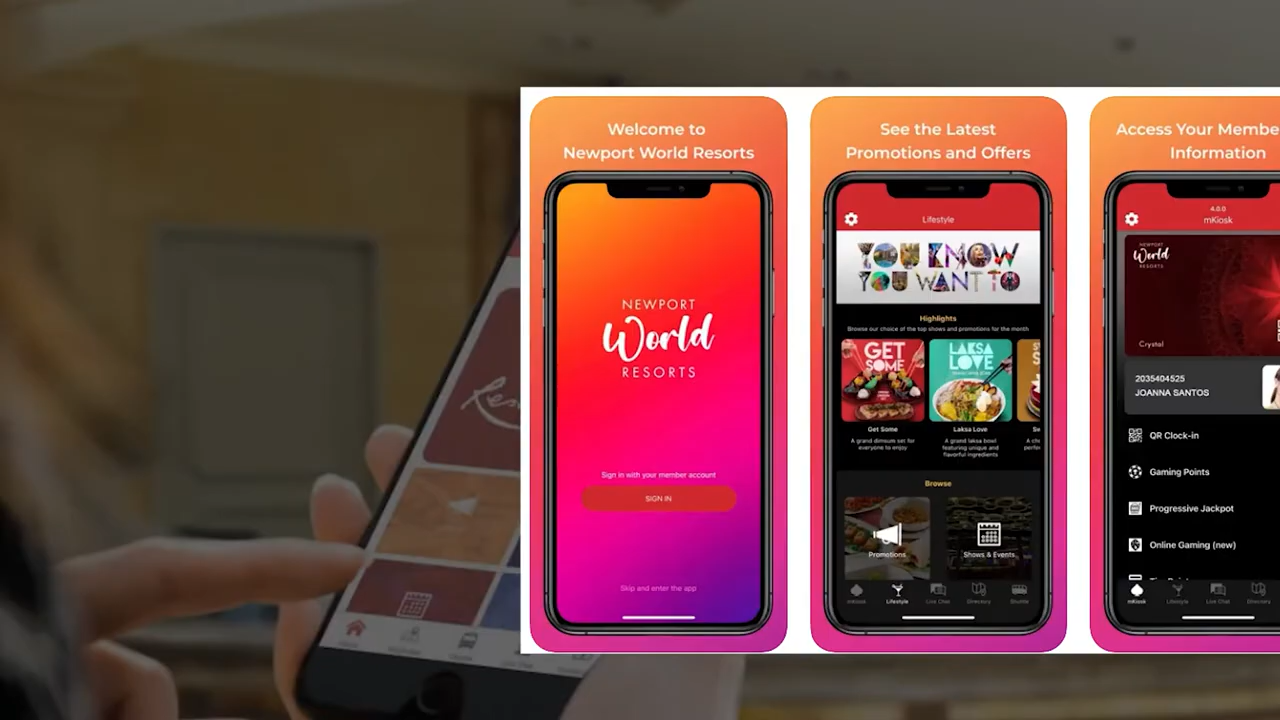 Welcome to
Newport World Resorts
NEWPORT
World
RESORTS
Sign in with your member account
SIGN IN
Skip and enter the app
See the Latest
Promotions and Offers
Lifestyle
YOU KNOW
YOU WANT TO
Highlights
Browse our choice of the top shows and promotions for the month
GET
SOME
LAKSA
LOVE
Get Some
A grand dimsum set for
everyone to enjoy
Laksa Love
A grand laksa bowl
featuring unique and
flavorful ingredients
Browse
Promotions
Shows & Events
mKiosk
Lifestyle
Live Chat
Directory
Shuttle
Access Your Membe
Information
4.0.0
mKiosk
NEWPORT
World
RESORTS
Crystal
2035404525
JOANNA SANTOS
QR Clock-in
Gaming Points
Progressive Jackpot
Online Gaming (new)
mKiosk
Lifestyle
Live Chat
Directory